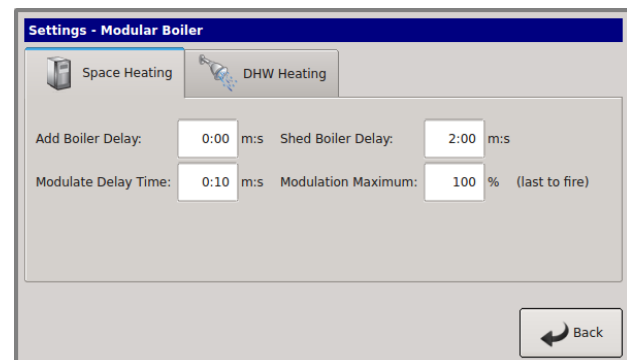 Settings - Modular Boiler
Space Heating DHW Heating
Add Boiler Delay: 0:00 m:s Shed Boiler Delay: 2:00 m:s
Modulate Delay Time: 0:10 m:s Modulation Maximum: 100 % (last to fire)
Back